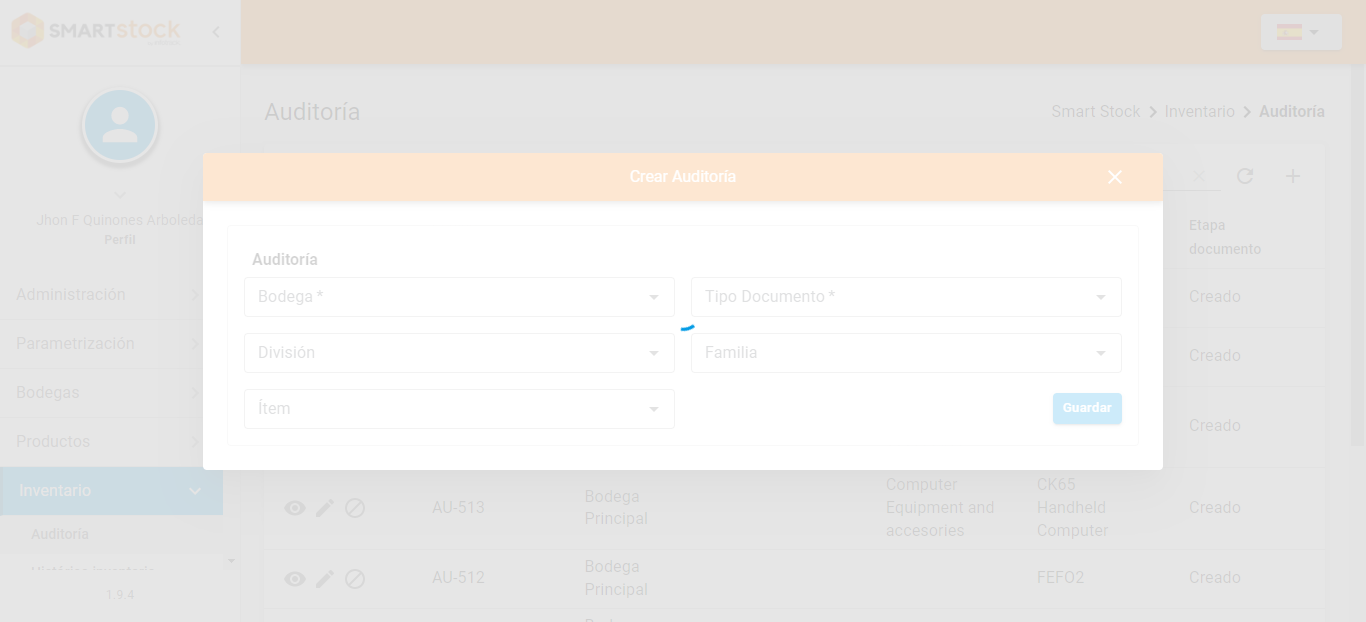 SMARTstock
Auditoría
Smart Stock
Inventario
Auditoría
Jhon F Quinones Arboleda
Perfil
Administración
Parametrización
Bodegas
Productos
Inventario
Auditoría
1.9.4
Crear Auditoría
Auditoría
Bodega *
Tipo Documento *
División
Familia
Ítem
Guardar
Etapa
documento
Creado
Creado
Creado
AU-513
Bodega
Principal
Computer
Equipment and
accesories
CK65
Handheld
Computer
Creado
AU-512
Bodega
Principal
FEFO2
Creado